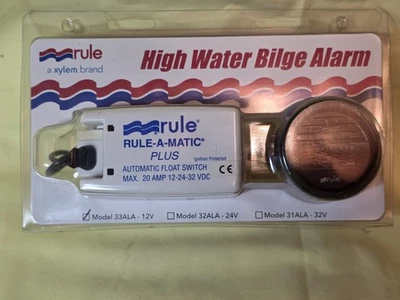 rule
a xylem brand
High Water Bilge Alarm
rule
RULE-A-MATIC®
PLUS
Ignition Protected
AUTOMATIC FLOAT SWITCH
MAX. 20 AMP 12-24-32 VDC
CE
rule
Model 33ALA - 12V
Model 32ALA - 24V
Model 31ALA - 32V